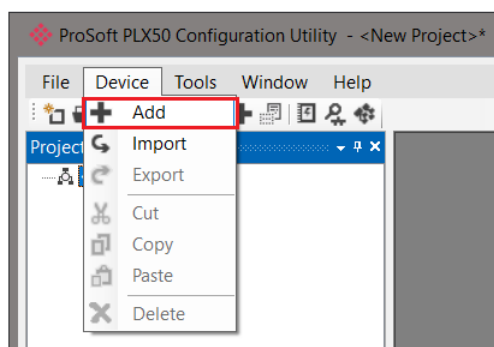 ProSoft PLX50 Configuration Utility - <New Project>*
File Device Tools Window Help
Add
Project
Import
Export
Cut
Copy
Paste
Delete